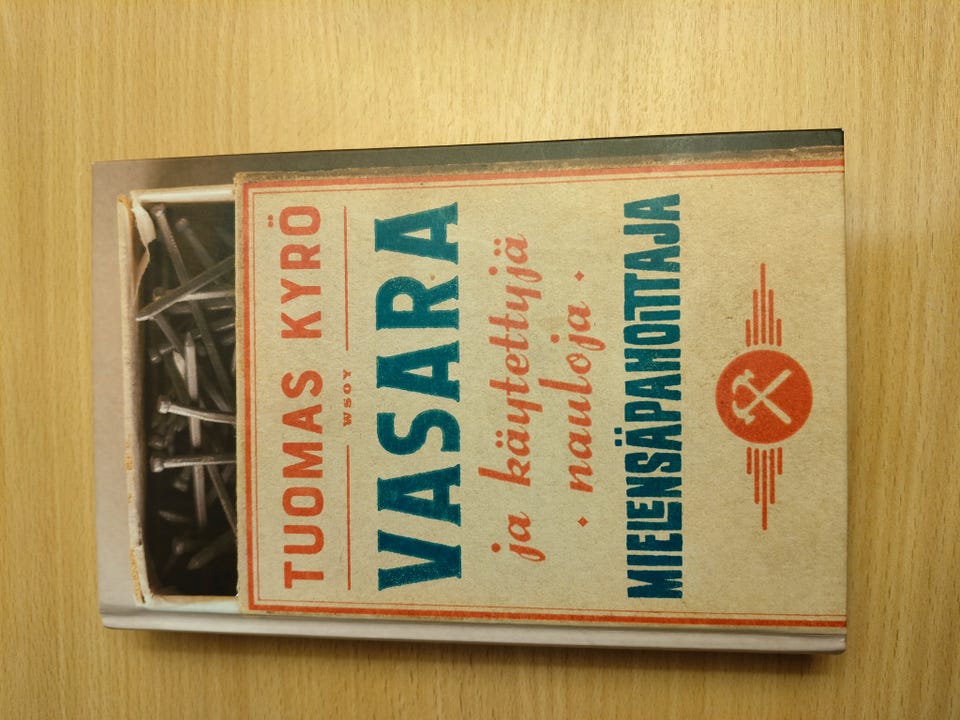 TUOMAS KYRÖ
WSOY
VASARA
ja käytettyjä
• nauloja •
MIELENSÄPAHOITTAJA